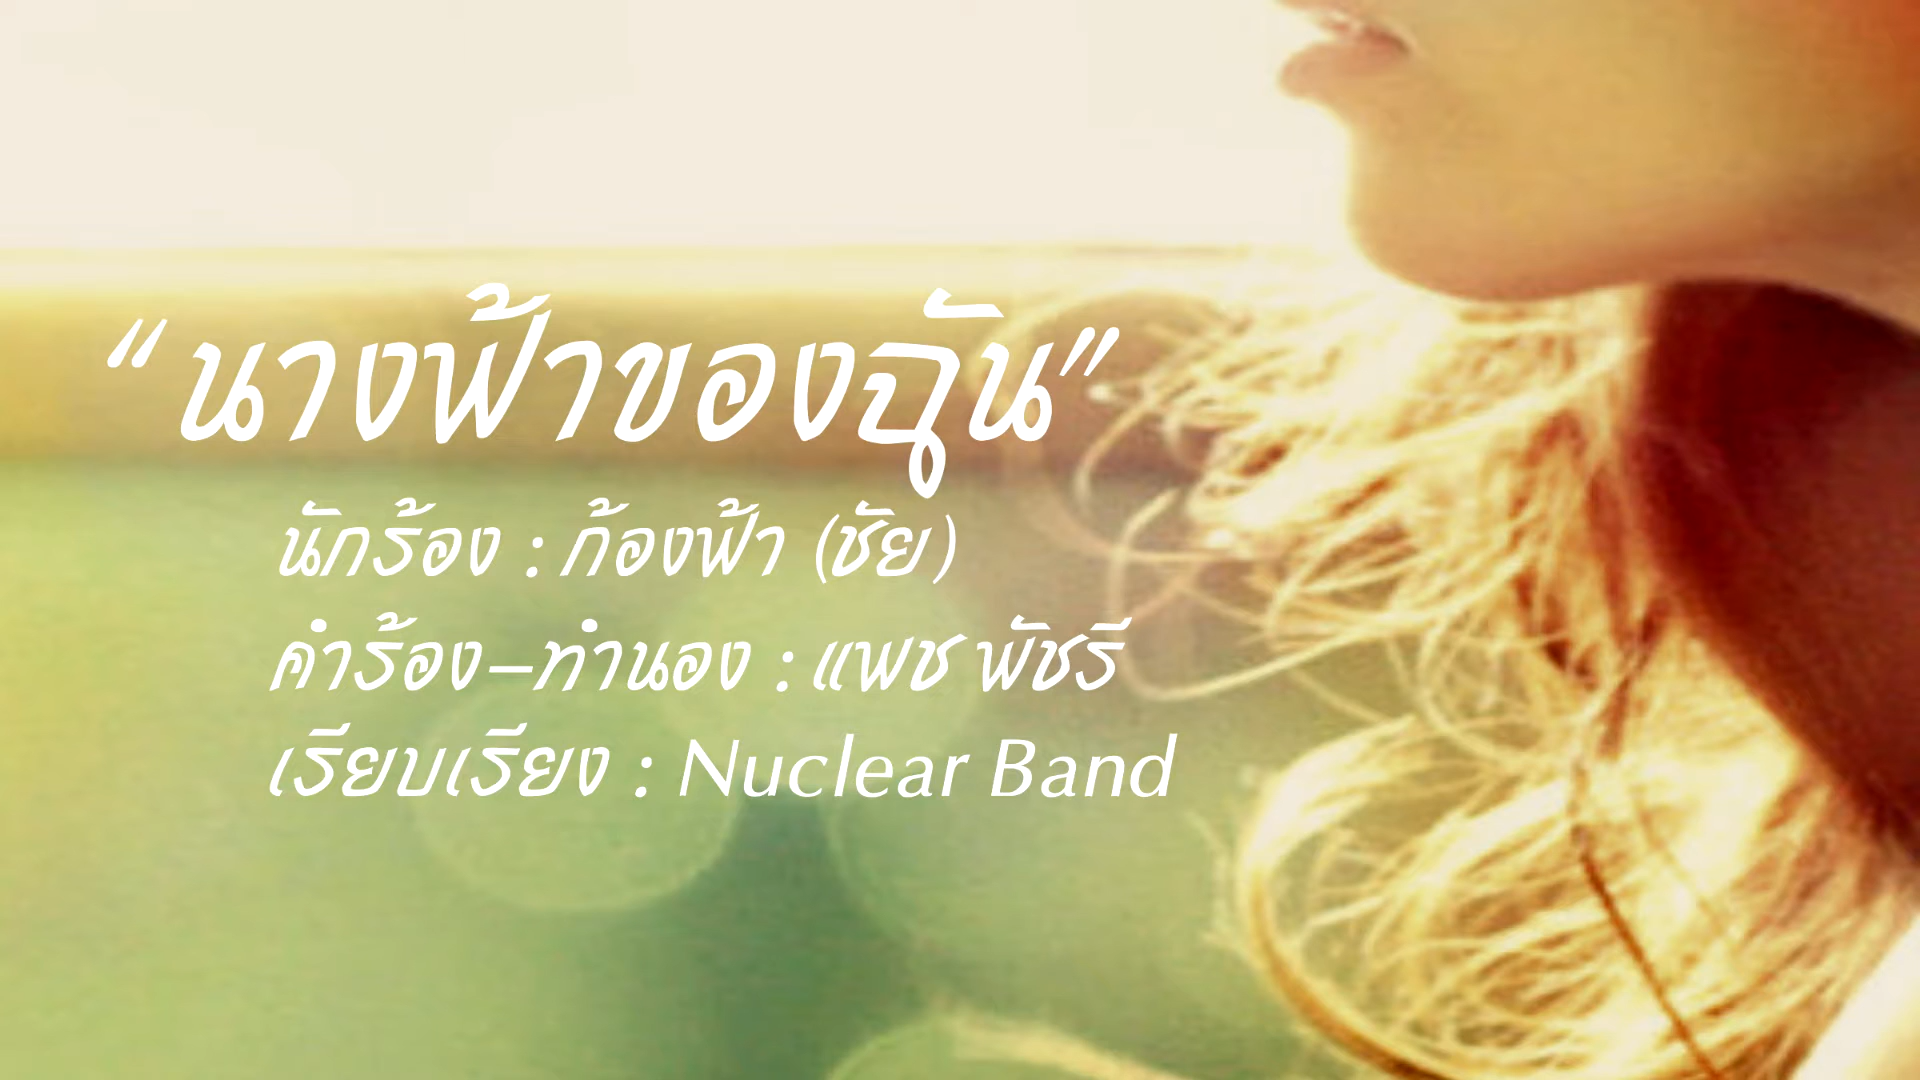 “นางฟ้าของฉัน”
นักร้อง : ก้องฟ้า (ชัย)
คำร้อง–ทำนอง : แพช พัชรี
เรียบเรียง : Nuclear Band